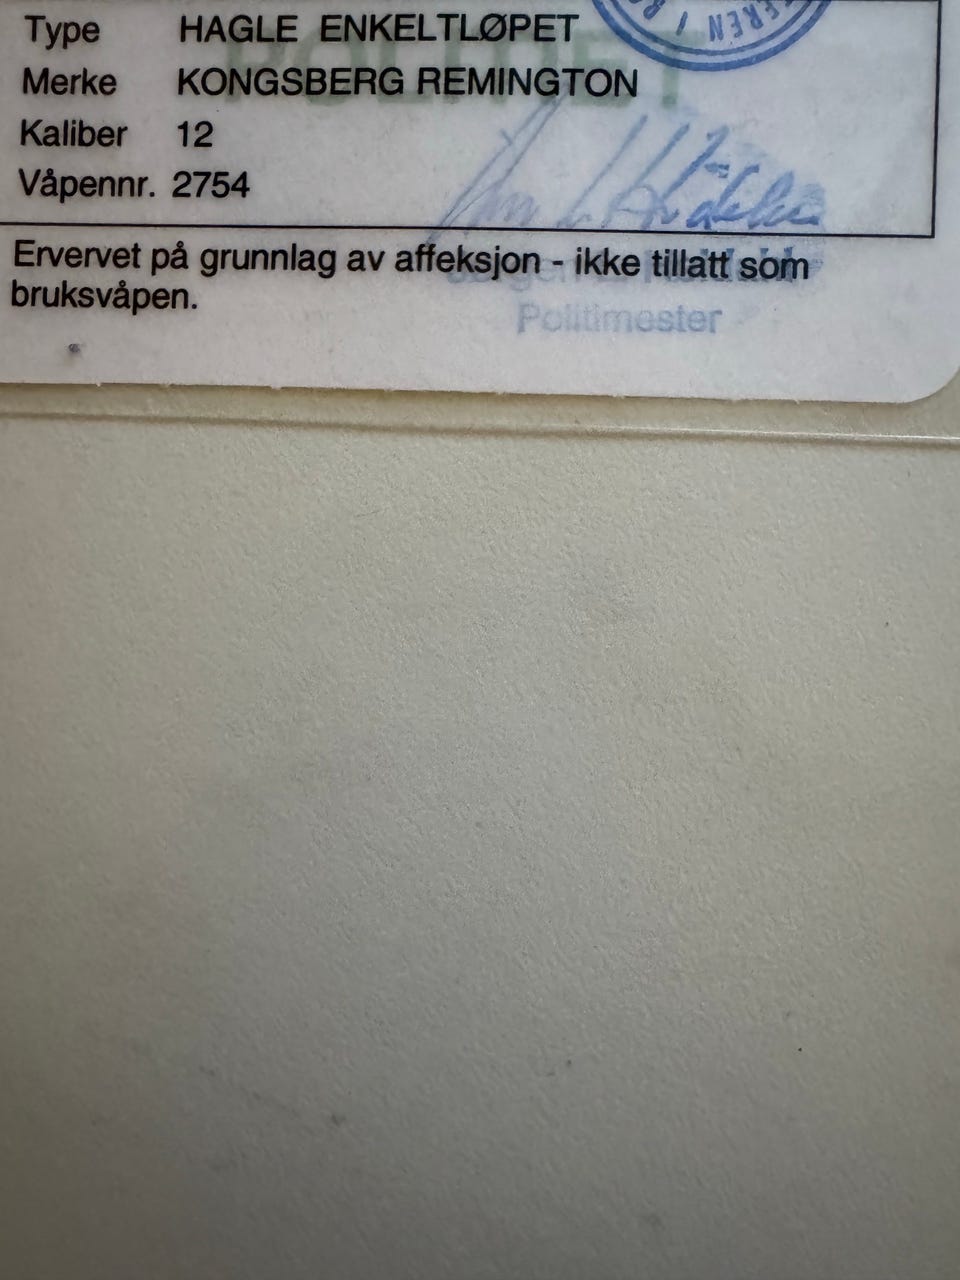 Type HAGLE ENKELTLØPET
Merke KONGSBERG REMINGTON
Kaliber 12
Våpennr. 2754
Ervervet på grunnlag av affeksjon - ikke tillatt som
bruksvåpen.
Politimester